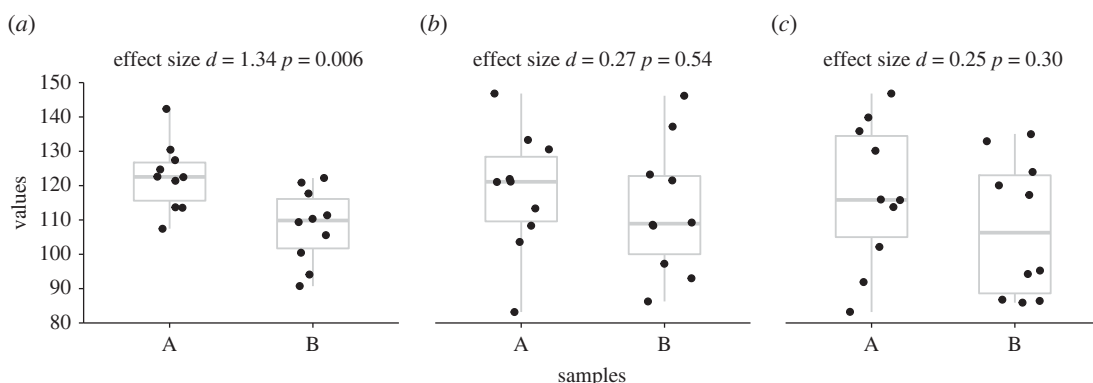 (a) (b) (c)
effect size d = 1.34 p = 0.006 effect size d = 0.27 p = 0.54 effect size d = 0.25 p = 0.30
values
150
140
130
120
110
100
90
80
A B A B A B
samples